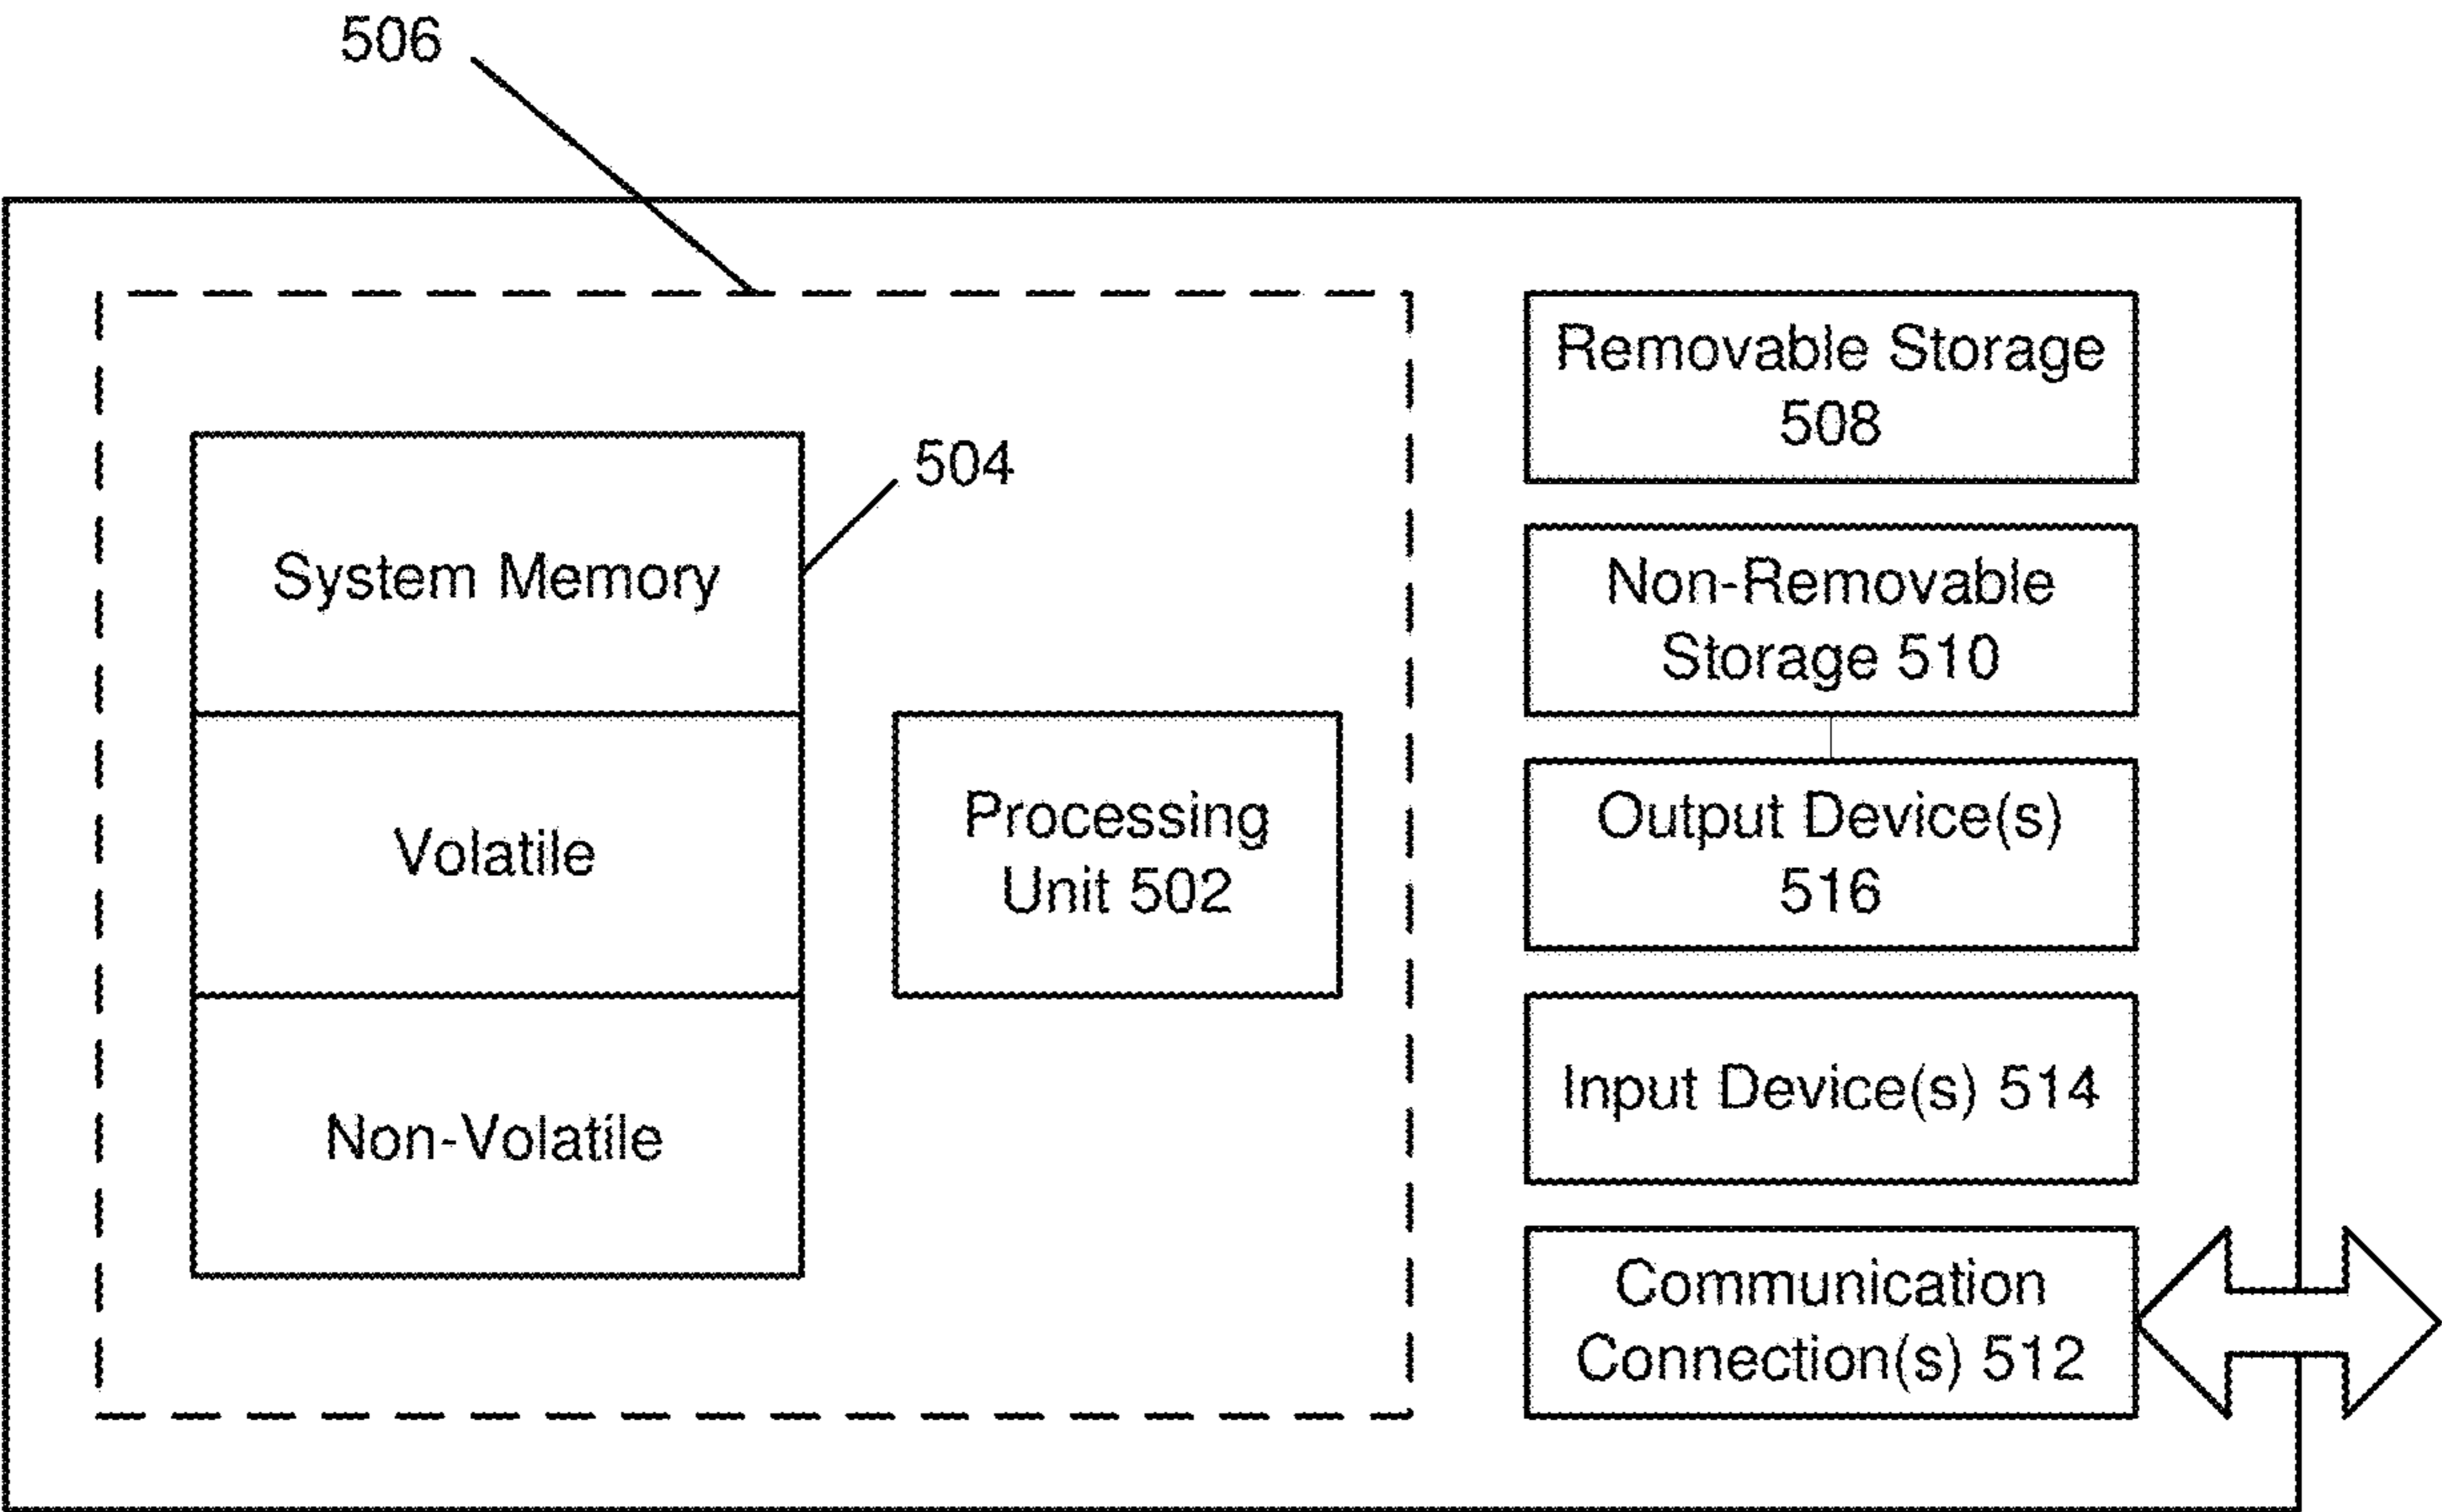 506
504
System Memory
Volatile
Non-Volatile
Processing
Unit 502
Removable Storage
508
Non-Removable
Storage 510
Output Device(s)
516
Input Device(s) 514
Communication
Connection(s) 512